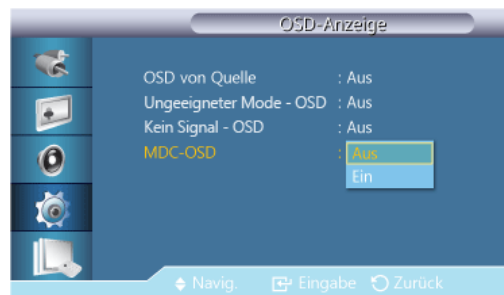 OSD-Anzeige
OSD von Quelle : Aus
Ungeeigneter Mode - OSD : Aus
Kein Signal - OSD : Aus
MDC-OSD : Aus
Ein
Navig. Eingabe Zurück